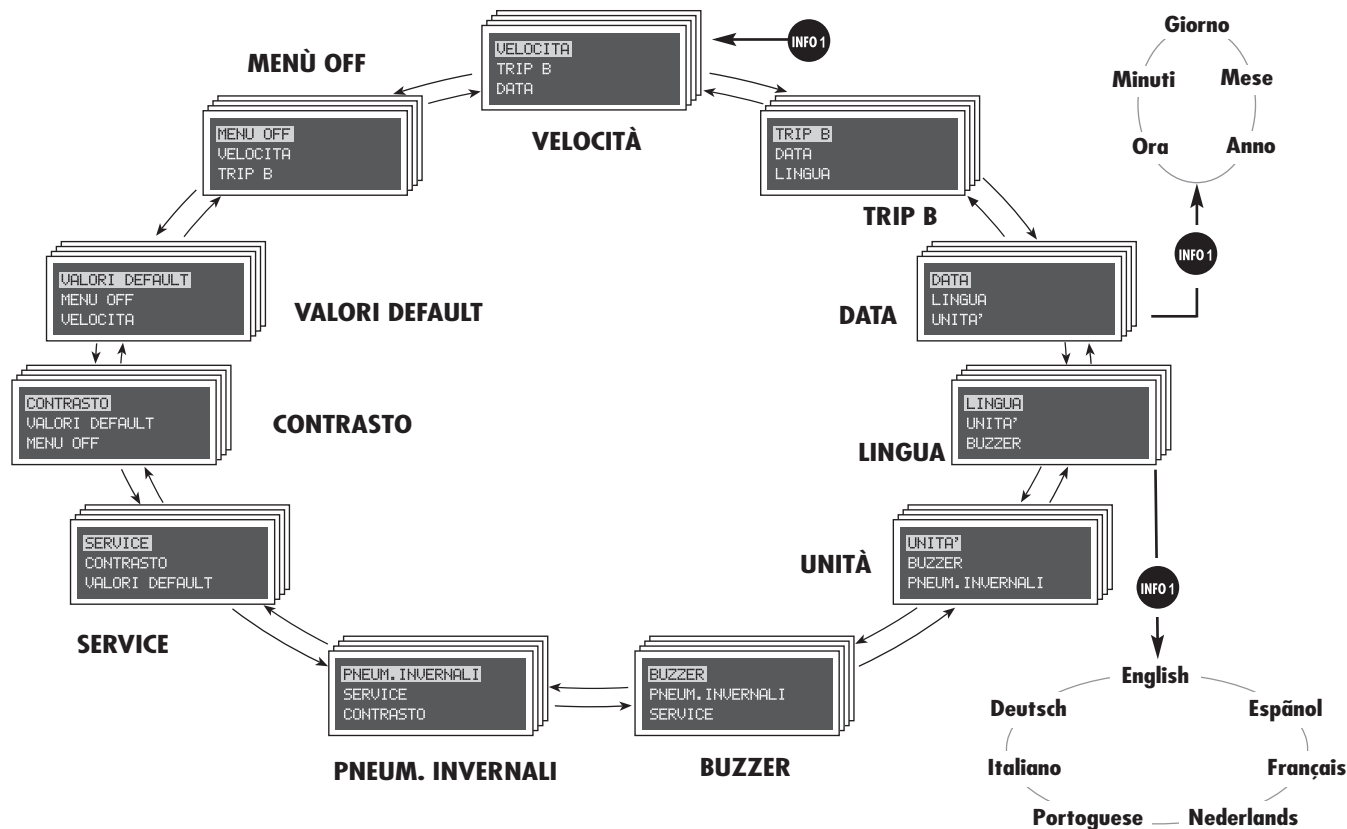 INFO 1
VELOCITA
TRIP B
DATA
VELOCITÀ
TRIP B
DATA
LINGUA
TRIP B
DATA
LINGUA
UNITA’
DATA
INFO 1
Giorno
Mese
Anno
Ora
Minuti
LINGUA
UNITA’
BUZZER
LINGUA
INFO 1
English
Espãnol
Français
Nederlands
Portoguese
Italiano
Deutsch
UNITA’
BUZZER
PNEUM.INVERNALI
UNITÀ
BUZZER
PNEUM.INVERNALI
SERVICE
BUZZER
PNEUM.INVERNALI
SERVICE
CONTRASTO
PNEUM. INVERNALI
SERVICE
CONTRASTO
VALORI DEFAULT
SERVICE
CONTRASTO
VALORI DEFAULT
MENU OFF
CONTRASTO
VALORI DEFAULT
MENU OFF
VELOCITA
VALORI DEFAULT
MENU OFF
VELOCITA
TRIP B
MENÙ OFF